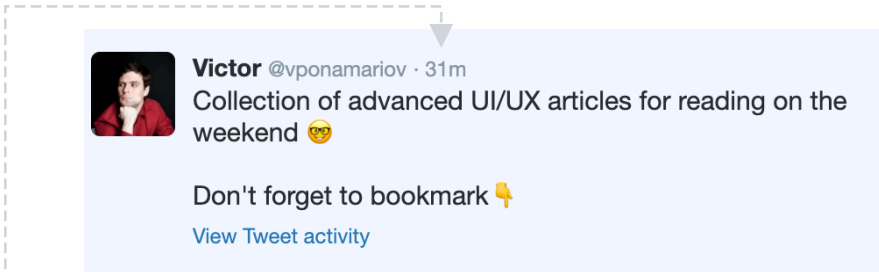 Victor @vponamariov · 31m
Collection of advanced UI/UX articles for reading on the
weekend 🤓
Don't forget to bookmark👇
View Tweet activity